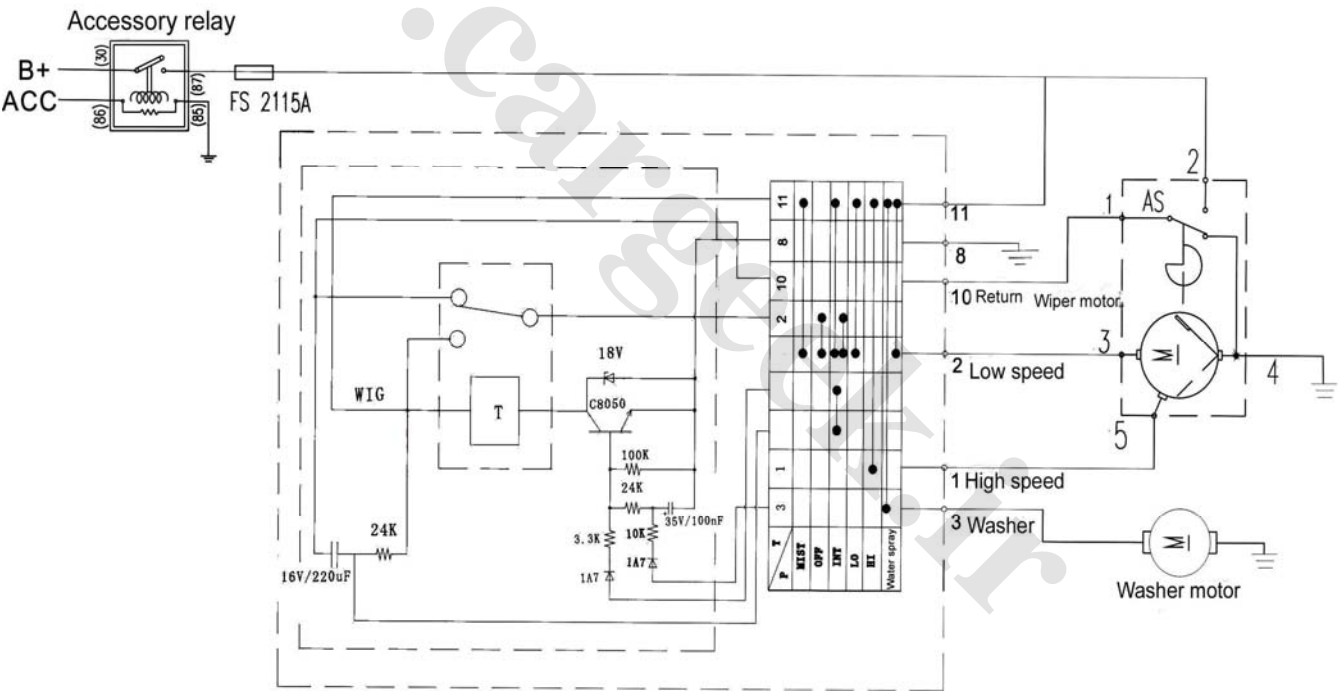 Accessory relay
B+
ACC
(30)
(87)
(86)
(85)
FS 2115A
.cargeek.ir
2
1
AS
11
8
10 Return
Wiper motor
2 Low speed
3
M
4
5
1 High speed
3 Washer
M
Washer motor
11
8
10
2
1
3
T
P
MIST
OFF
INT
LO
HI
Water spray
18V
WIG
T
C8050
100K
24K
35V/100nF
3.3K
10K
1A7
1A7
24K
16V/220uF